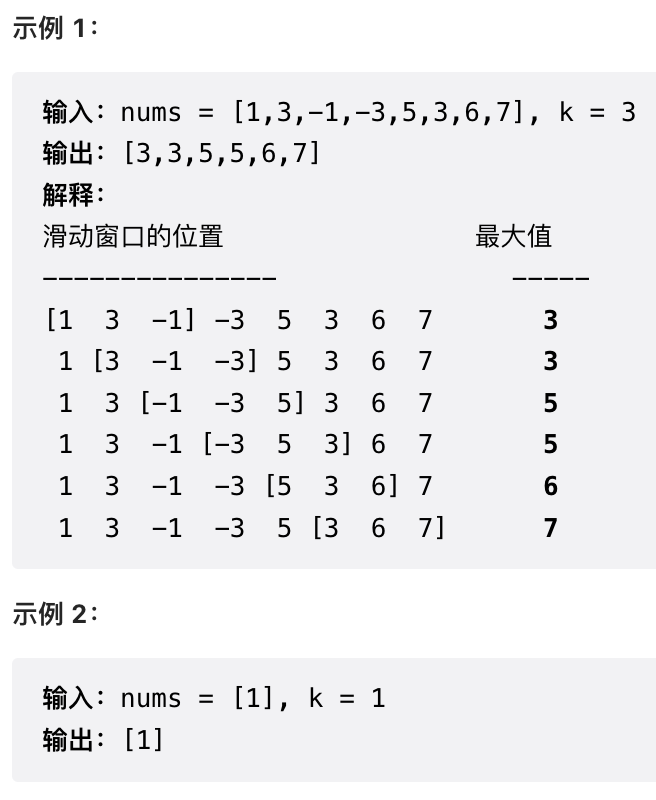 示例 1：
输入：nums = [1,3,-1,-3,5,3,6,7], k = 3
输出：[3,3,5,5,6,7]
解释：
滑动窗口的位置                最大值
---------------               -----
[1  3  -1] -3  5  3  6  7       3
 1 [3  -1  -3] 5  3  6  7       3
 1  3 [-1  -3  5] 3  6  7       5
 1  3  -1 [-3  5  3] 6  7       5
 1  3  -1  -3 [5  3  6] 7       6
 1  3  -1  -3  5 [3  6  7]      7
示例 2：
输入：nums = [1], k = 1
输出：[1]